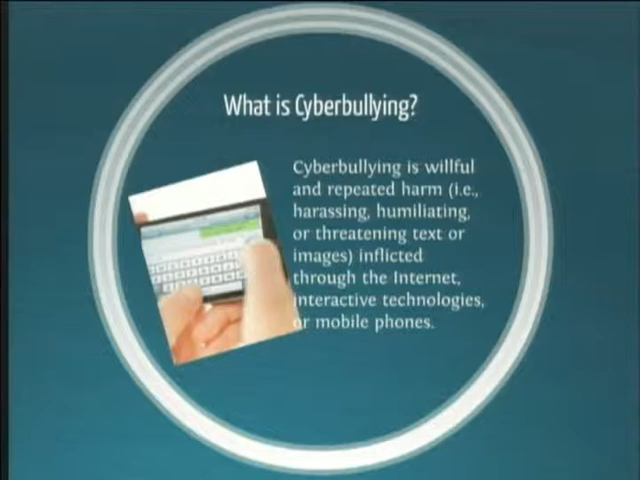 What is Cyberbullying?
Cyberbullying is willful
and repeated harm (i.e.,
harassing, humiliating,
or threatening text or
images) inflicted
through the Internet,
interactive technologies,
or mobile phones.